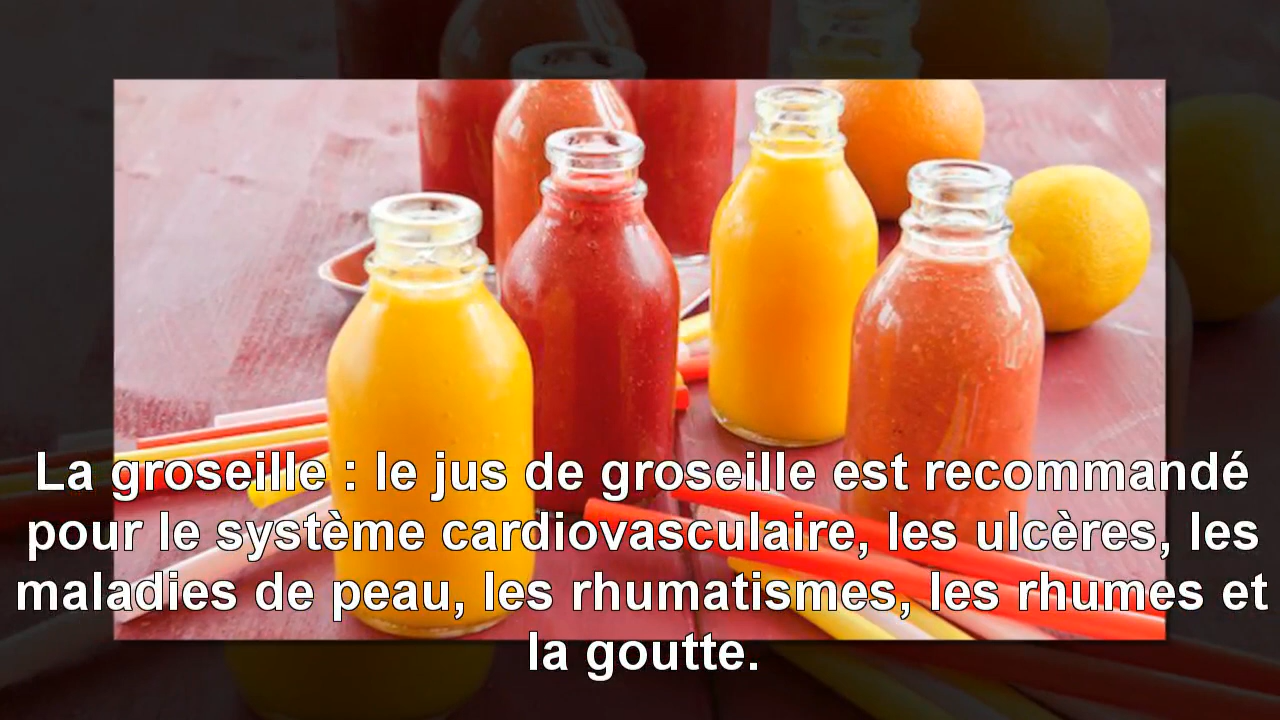 La groseille : le jus de groseille est recommandé
pour le système cardiovasculaire, les ulcères, les
maladies de peau, les rhumatismes, les rhumes et
la goutte.